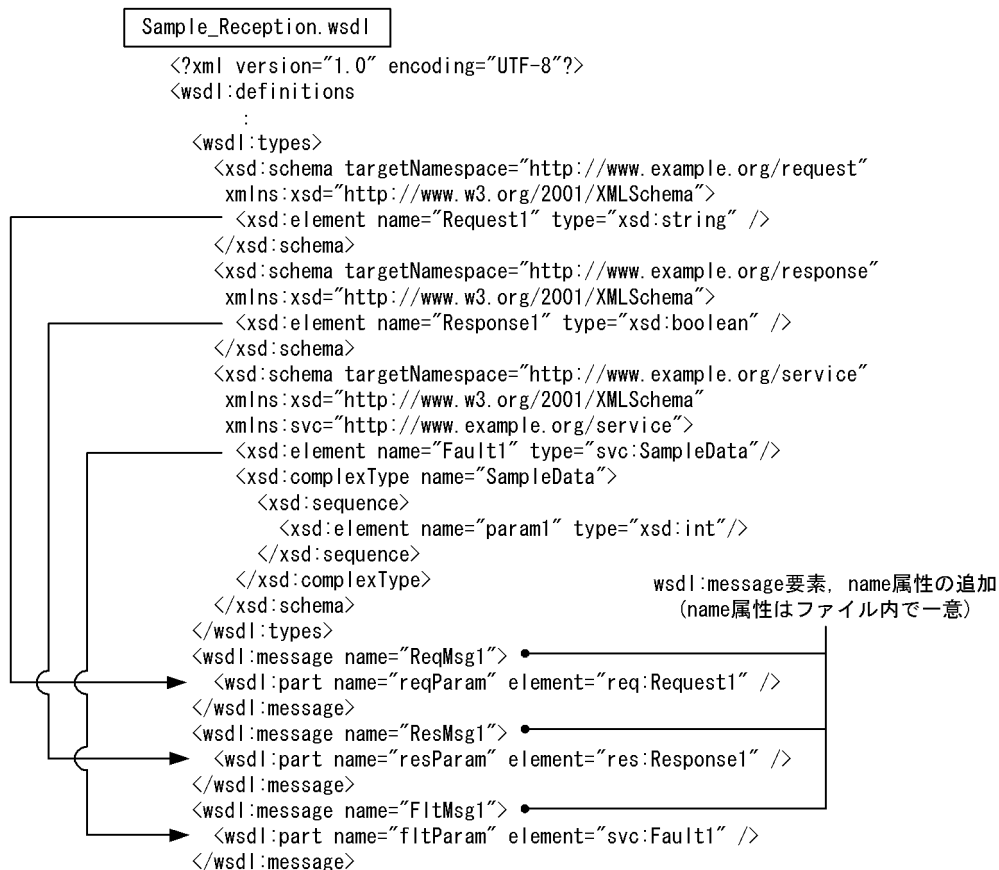 Sample_Reception.wsdl
<?xml version="1.0" encoding="UTF-8"?>
<wsdl:definitions
:
<wsdl:types>
<xsd:schema targetNamespace="http://www.example.org/request"
xmlns:xsd="http://www.w3.org/2001/XMLSchema">
<xsd:element name="Request1" type="xsd:string" />
</xsd:schema>
<xsd:schema targetNamespace="http://www.example.org/response"
xmlns:xsd="http://www.w3.org/2001/XMLSchema">
<xsd:element name="Response1" type="xsd:boolean" />
</xsd:schema>
<xsd:schema targetNamespace="http://www.example.org/service"
xmlns:xsd="http://www.w3.org/2001/XMLSchema"
xmlns:svc="http://www.example.org/service">
<xsd:element name="Fault1" type="svc:SampleData"/>
<xsd:complexType name="SampleData">
<xsd:sequence>
<xsd:element name="param1" type="xsd:int"/>
</xsd:sequence>
</xsd:complexType>
</xsd:schema>
</wsdl:types>
wsdl:message要素，name属性の追加
(name属性はファイル内で一意)
<wsdl:message name="ReqMsg1">
<wsdl:part name="reqParam" element="req:Request1" />
</wsdl:message>
<wsdl:message name="ResMsg1">
<wsdl:part name="resParam" element="res:Response1" />
</wsdl:message>
<wsdl:message name="FltMsg1">
<wsdl:part name="fltParam" element="svc:Fault1" />
</wsdl:message>